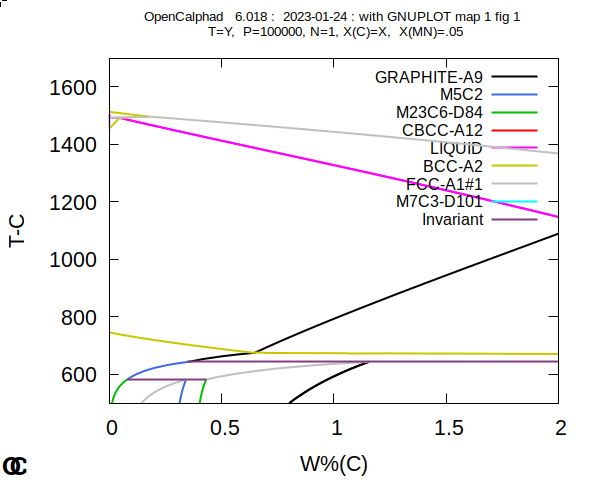 OpenCalphad   6.018 :  2023-01-24 : with GNUPLOT map 1 fig 1
T=Y,  P=100000, N=1, X(C)=X,  X(MN)=.05
1600
1400
1200
1000
800
600
T-C
GRAPHITE-A9
M5C2
M23C6-D84
CBCC-A12
LIQUID
BCC-A2
FCC-A1#1
M7C3-D101
Invariant
0 0.5 1 1.5 2
W%(C)